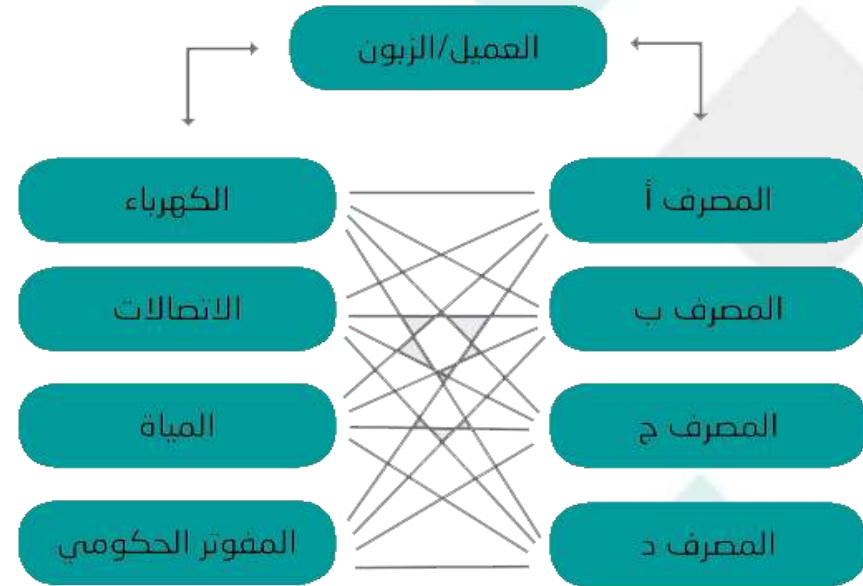 العميل/الزبون
الكهرباء
المصرف أ
الاتصالات
المصرف ب
المياة
المصرف ج
المفوتر الحكومي
المصرف د